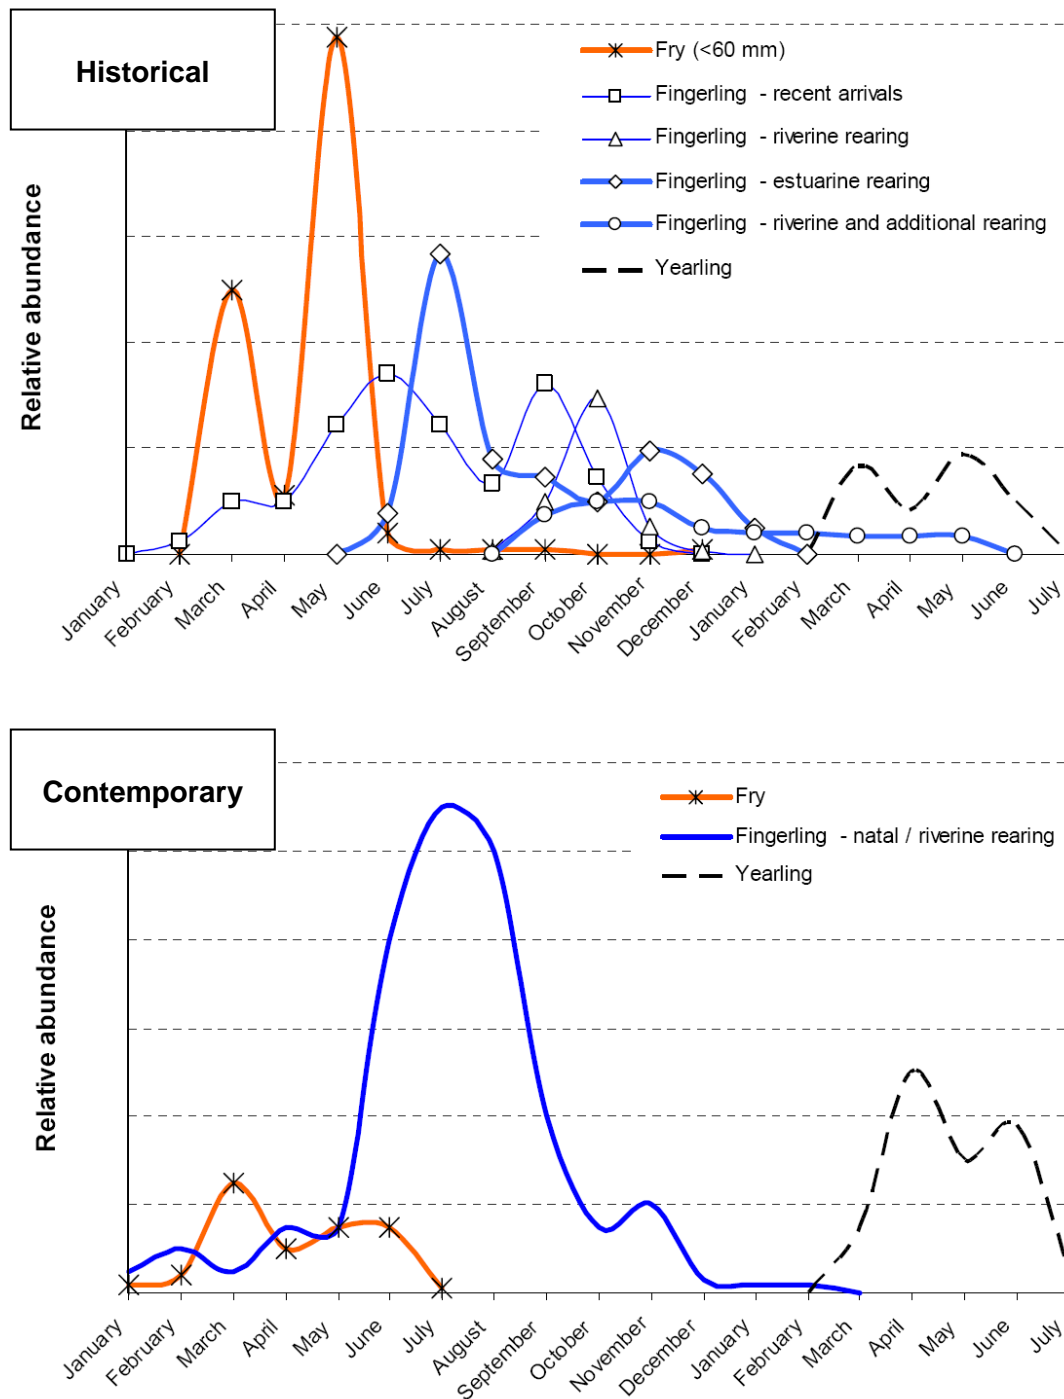 Historical
Fry (<60 mm)
Fingerling - recent arrivals
Fingerling - riverine rearing
Fingerling - estuarine rearing
Fingerling - riverine and additional rearing
Yearling
Relative abundance
January
February
March
April
May
June
July
August
September
October
November
December
January
February
March
April
May
June
July
Contemporary
Fry
Fingerling - natal / riverine rearing
Yearling
Relative abundance
January
February
March
April
May
June
July
August
September
October
November
December
January
February
March
April
May
June
July